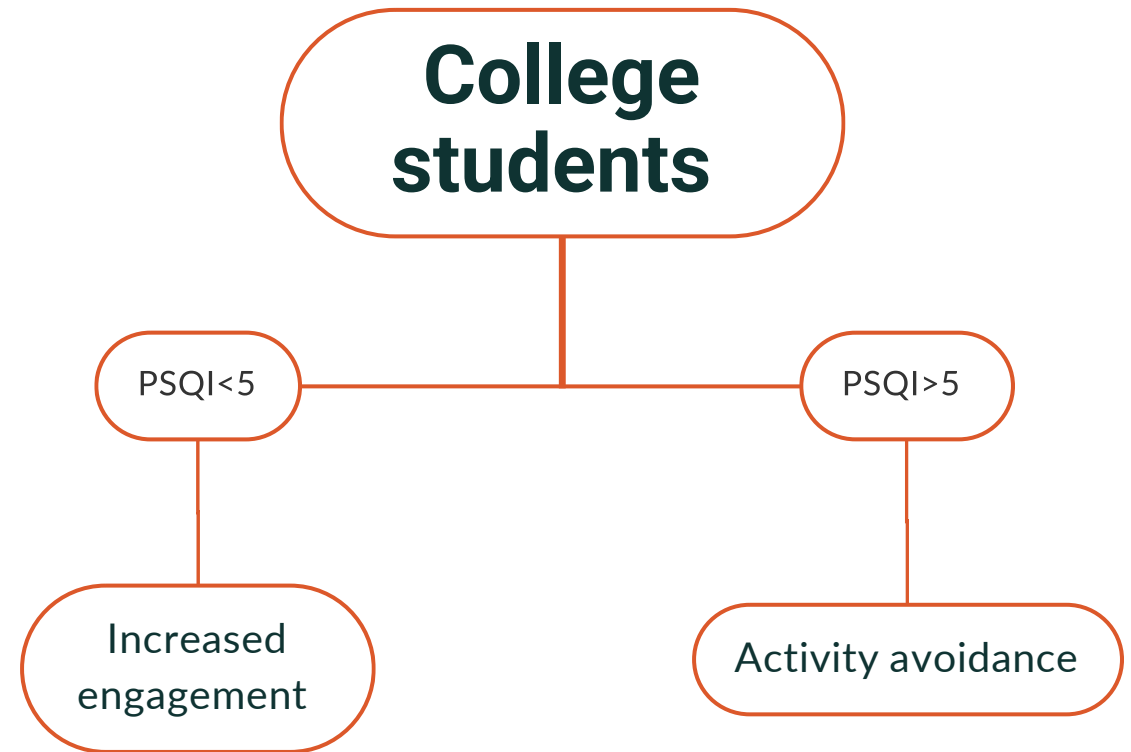 College
students
PSQI<5
PSQI>5
Increased
engagement
Activity avoidance